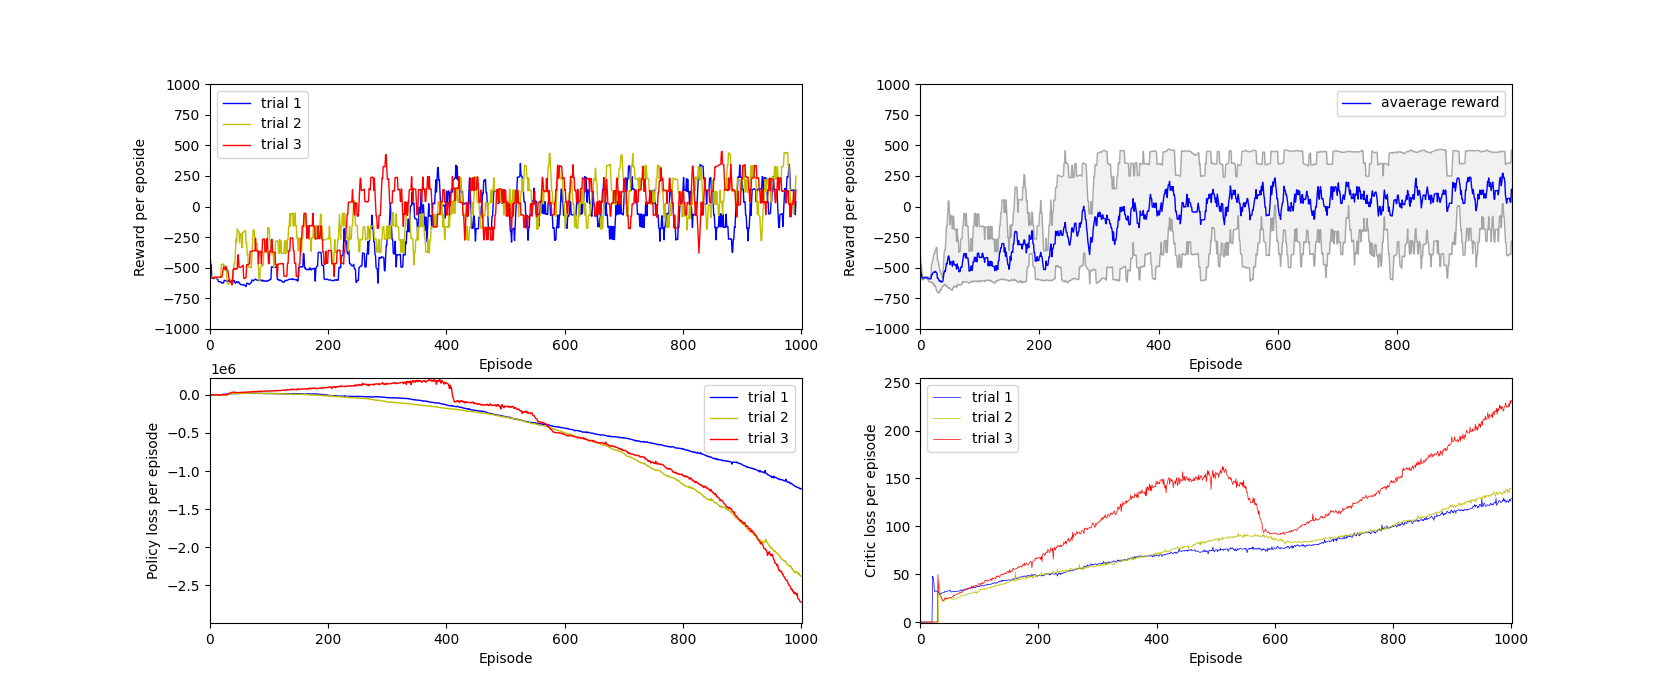 1000
750
500
250
0
−250
−500
−750
−1000
Reward per eposide
trial 1
trial 2
trial 3
0 200 400 600 800 1000
Episode
1000
750
500
250
0
−250
−500
−750
−1000
Reward per eposide
avaerage reward
0 200 400 600 800
Episode
1e6
0.0
−0.5
−1.0
−1.5
−2.0
−2.5
Policy loss per episode
trial 1
trial 2
trial 3
0 200 400 600 800 1000
Episode
250
200
150
100
50
0
Critic loss per episode
trial 1
trial 2
trial 3
0 200 400 600 800 1000
Episode